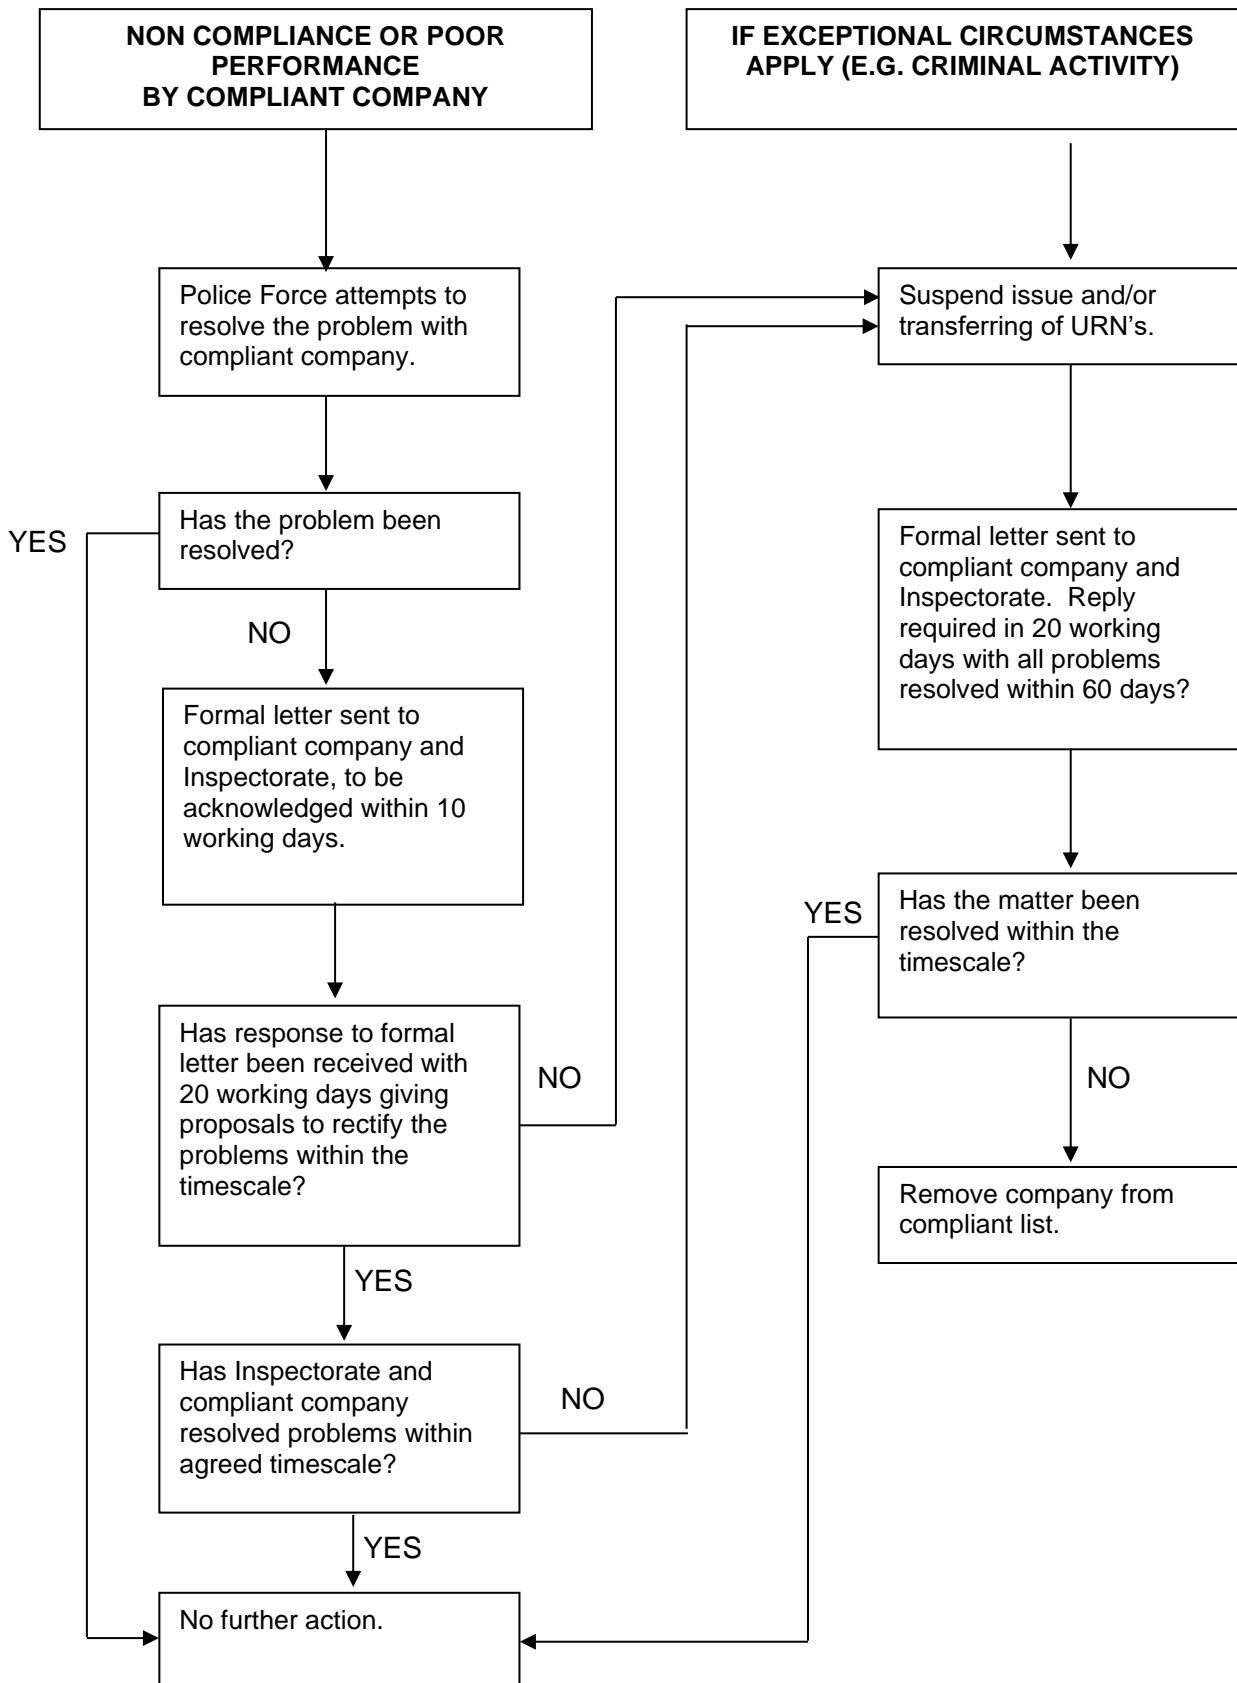 NON COMPLIANCE OR POOR
PERFORMANCE
BY COMPLIANT COMPANY
IF EXCEPTIONAL CIRCUMSTANCES
APPLY (E.G. CRIMINAL ACTIVITY)
Police Force attempts to
resolve the problem with
compliant company.
Suspend issue and/or
transferring of URN's.
YES
Has the problem been
resolved?
NO
Formal letter sent to
compliant company and
Inspectorate.  Reply
required in 20 working
days with all problems
resolved within 60 days?
Formal letter sent to
compliant company and
Inspectorate, to be
acknowledged within 10
working days.
YES
Has the matter been
resolved within the
timescale?
Has response to formal
letter been received with
20 working days giving
proposals to rectify the
problems within the
timescale?
NO
NO
Remove company from
compliant list.
YES
Has Inspectorate and
compliant company
resolved problems within
agreed timescale?
NO
YES
No further action.